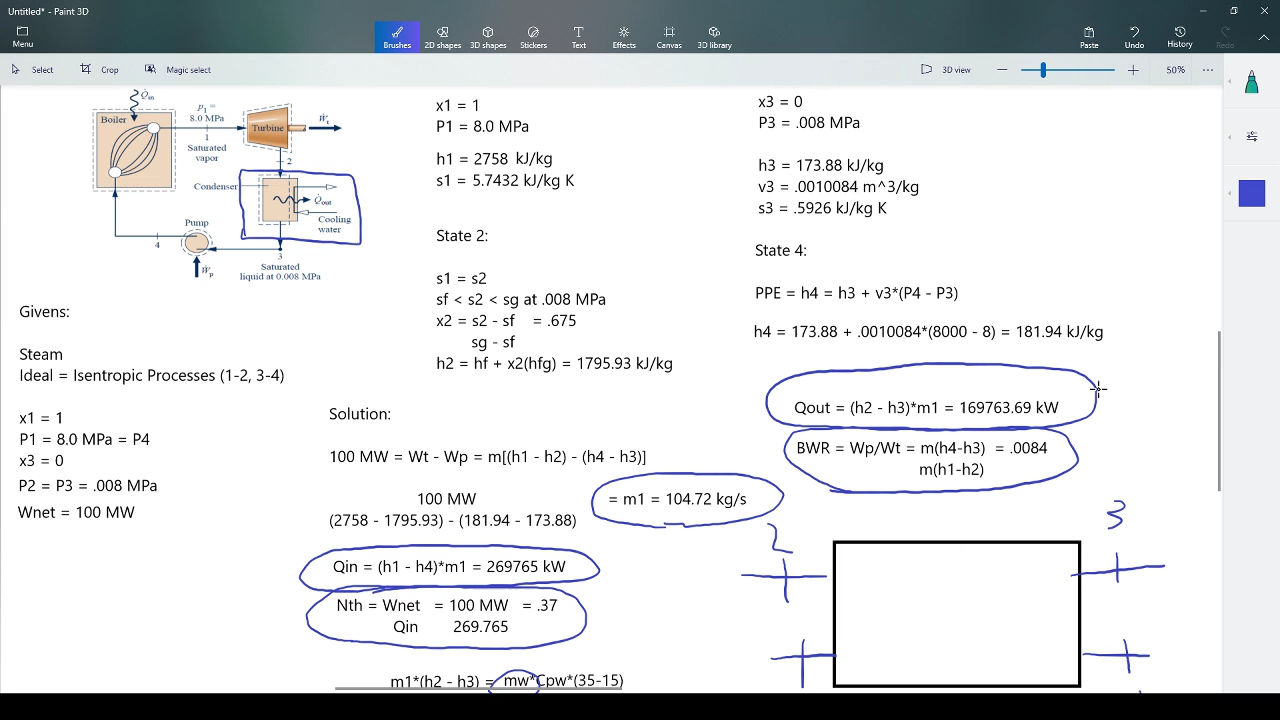 Untitled* - Paint 3D
Menu
Brushes
2D shapes
3D shapes
Stickers
Text
Effects
Canvas
3D library
Paste
Undo
History
Redo
Select
Crop
Magic select
3D view
50%
Q̇in
Boiler
p1 =
8.0 MPa
1
Saturated
vapor
Turbine
Ẇt
2
Condenser
Q̇out
Cooling
water
Pump
4
3
Saturated
liquid at 0.008 MPa
Ẇp
Givens:
Steam
Ideal = Isentropic Processes (1-2, 3-4)
x1 = 1
P1 = 8.0 MPa = P4
x3 = 0
P2 = P3 = .008 MPa
Wnet = 100 MW
x1 = 1
P1 = 8.0 MPa
h1 = 2758 kJ/kg
s1 = 5.7432 kJ/kg K
State 2:
s1 = s2
sf < s2 < sg at .008 MPa
x2 = s2 - sf = .675
sg - sf
h2 = hf + x2(hfg) = 1795.93 kJ/kg
Solution:
100 MW = Wt - Wp = m[(h1 - h2) - (h4 - h3)]
100 MW
(2758 - 1795.93) - (181.94 - 173.88)
= m1 = 104.72 kg/s
Qin = (h1 - h4)*m1 = 269765 kW
Nth = Wnet = 100 MW = .37
Qin 269.765
m1*(h2 - h3) = mw*Cpw*(35-15)
x3 = 0
P3 = .008 MPa
h3 = 173.88 kJ/kg
v3 = .0010084 m^3/kg
s3 = .5926 kJ/kg K
State 4:
PPE = h4 = h3 + v3*(P4 - P3)
h4 = 173.88 + .0010084*(8000 - 8) = 181.94 kJ/kg
Qout = (h2 - h3)*m1 = 169763.69 kW
BWR = Wp/Wt = m(h4-h3) = .0084
m(h1-h2)
2
3